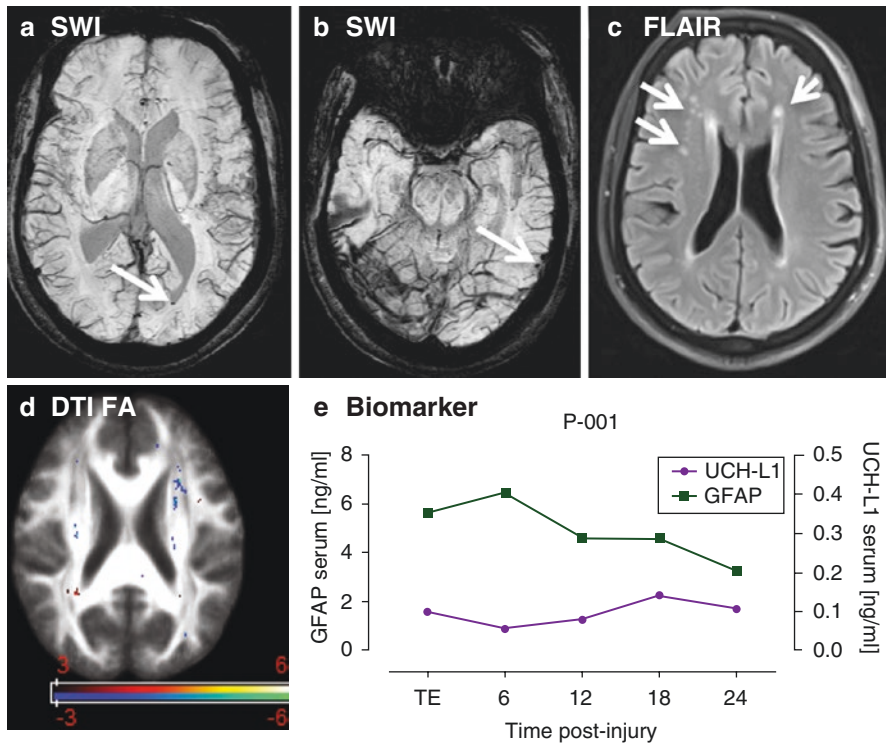 a SWI
b SWI
c FLAIR
d DTI FA
3 6
-3 -6
e Biomarker
P-001
8
6
4
2
0
GFAP serum [ng/ml]
UCH-L1
GFAP
0.5
0.4
0.3
0.2
0.1
0.0
UCH-L1 serum [ng/ml]
TE 6 12 18 24
Time post-injury